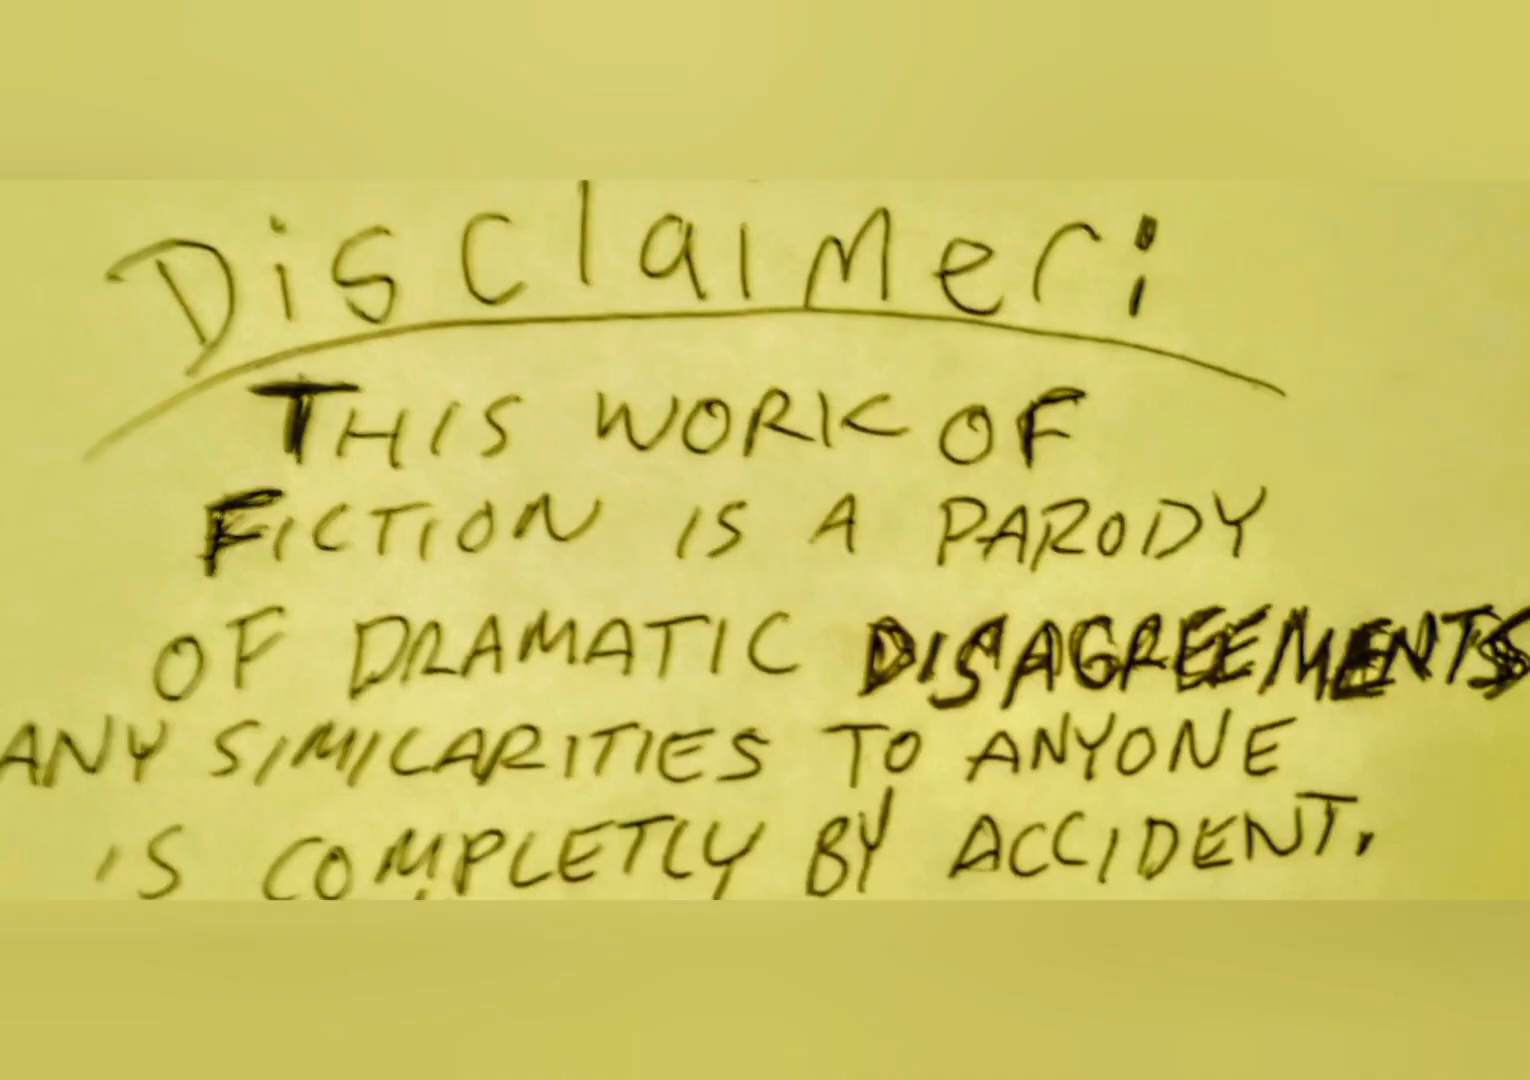 Disclaimer:
THIS WORK OF
FICTION IS A PARODY
OF DRAMATIC DISAGREEMENTS
ANY SIMILARITIES TO ANYONE
IS COMPLETLY BY ACCIDENT.